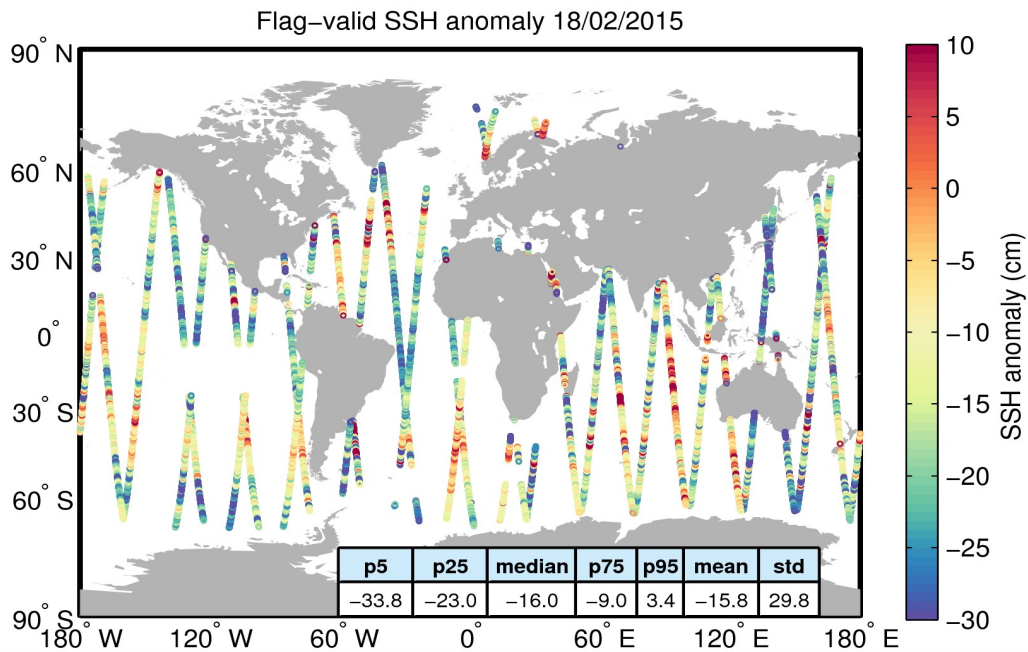 Flag−valid SSH anomaly 18/02/2015
90° N
60° N
30° N
0°
30° S
60° S
90° S
180° W
120° W
60° W
0°
60° E
120° E
180° E
p5 p25 median p75 p95 mean std
−33.8 −23.0 −16.0 −9.0 3.4 −15.8 29.8
10
5
0
−5
−10
−15
−20
−25
−30
SSH anomaly (cm)